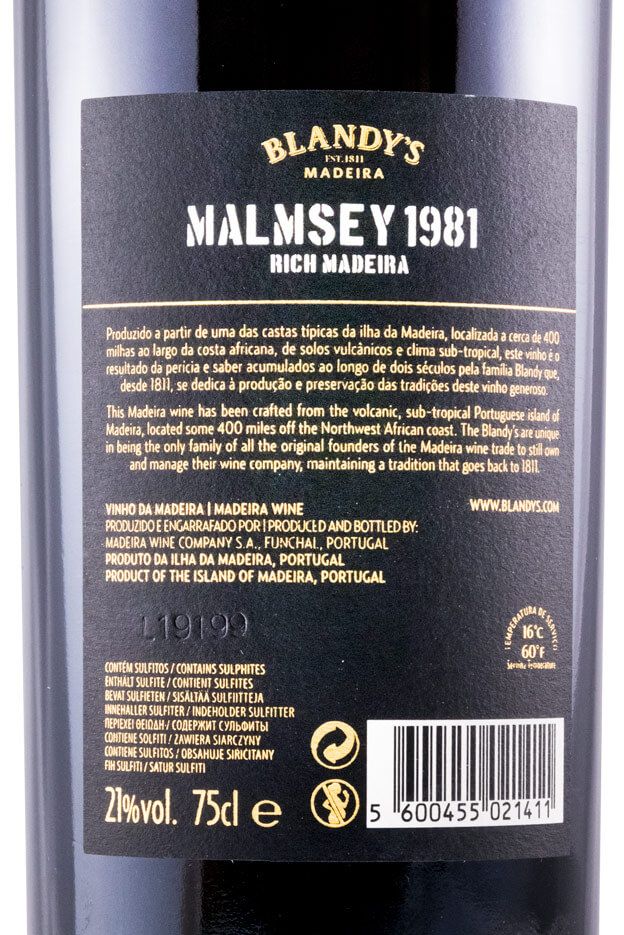 BLANDY'S
EST. 1811
MADEIRA
MALMSEY 1981
RICH MADEIRA
Produzido a partir de uma das castas típicas da ilha da Madeira, localizada a cerca de 400
milhas ao largo da costa africana, de solos vulcânicos e clima sub-tropical, este vinho é o
resultado da perícia e saber acumulados ao longo de dois séculos pela família Blandy que,
desde 1811, se dedica à produção e preservação das tradições deste vinho generoso.
This Madeira wine has been crafted from the volcanic, sub-tropical Portuguese island of
Madeira, located some 400 miles off the Northwest African coast. The Blandy's are unique
in being the only family of all the original founders of the Madeira wine trade to still own
and manage their wine company, maintaining a tradition that goes back to 1811.
VINHO DA MADEIRA | MADEIRA WINE
WWW.BLANDYS.COM
PRODUZIDO E ENGARRAFADO POR | PRODUCED AND BOTTLED BY:
MADEIRA WINE COMPANY S.A., FUNCHAL, PORTUGAL
PRODUTO DA ILHA DA MADEIRA, PORTUGAL
PRODUCT OF THE ISLAND OF MADEIRA, PORTUGAL
L19199
TEMPERATURA DE SERVIÇO
16°C
60°F
Serving Temperature
CONTÉM SULFITOS / CONTAINS SULPHITES
ENTHÄLT SULFITE / CONTIENT SULFITES
BEVAT SULFIETEN / SISÄLTÄÄ SULFIITTEJA
INNEHALLER SULFITER / INDEHOLDER SULFITTER
ΠΕΡΙΕΧΕΙ ΘΕΙΩΔΗ / СОДЕРЖИТ СУЛЬФИТЫ
CONTIENE SOLFITI / ZAWIERA SIARCZYNY
CONTIENE SULFITOS / OBSAHUJE SIRICITANY
FIH SULFITI / SATUR SULFITI
21%vol. 75cl e
5 600455 021411